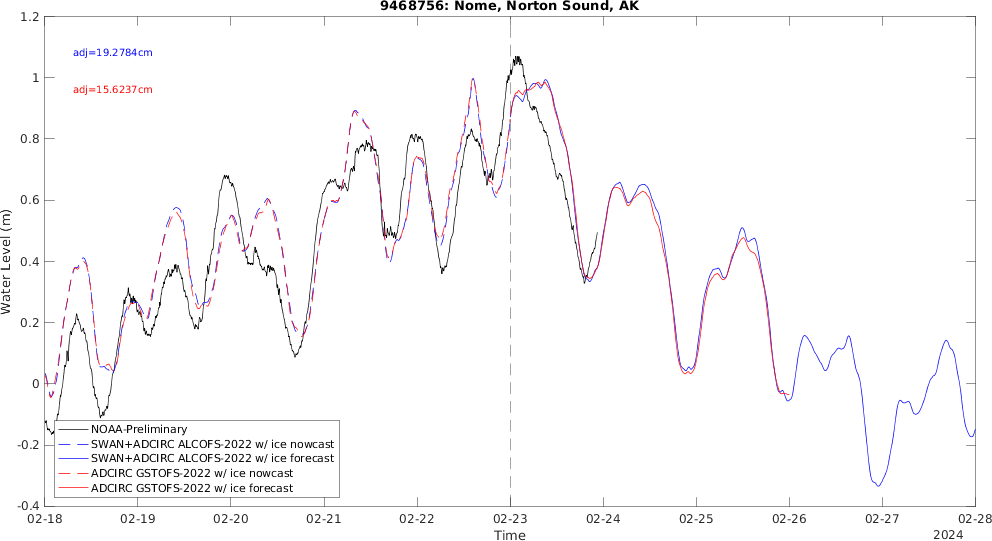 9468756: Nome, Norton Sound, AK
adj=19.2784cm
adj=15.6237cm
Water Level (m)
1.2
1
0.8
0.6
0.4
0.2
0
-0.2
-0.4
NOAA-Preliminary
SWAN+ADCIRC ALCOFS-2022 w/ ice nowcast
SWAN+ADCIRC ALCOFS-2022 w/ ice forecast
ADCIRC GSTOFS-2022 w/ ice nowcast
ADCIRC GSTOFS-2022 w/ ice forecast
02-18 02-19 02-20 02-21 02-22 02-23 02-24 02-25 02-26 02-27 02-28
Time
2024